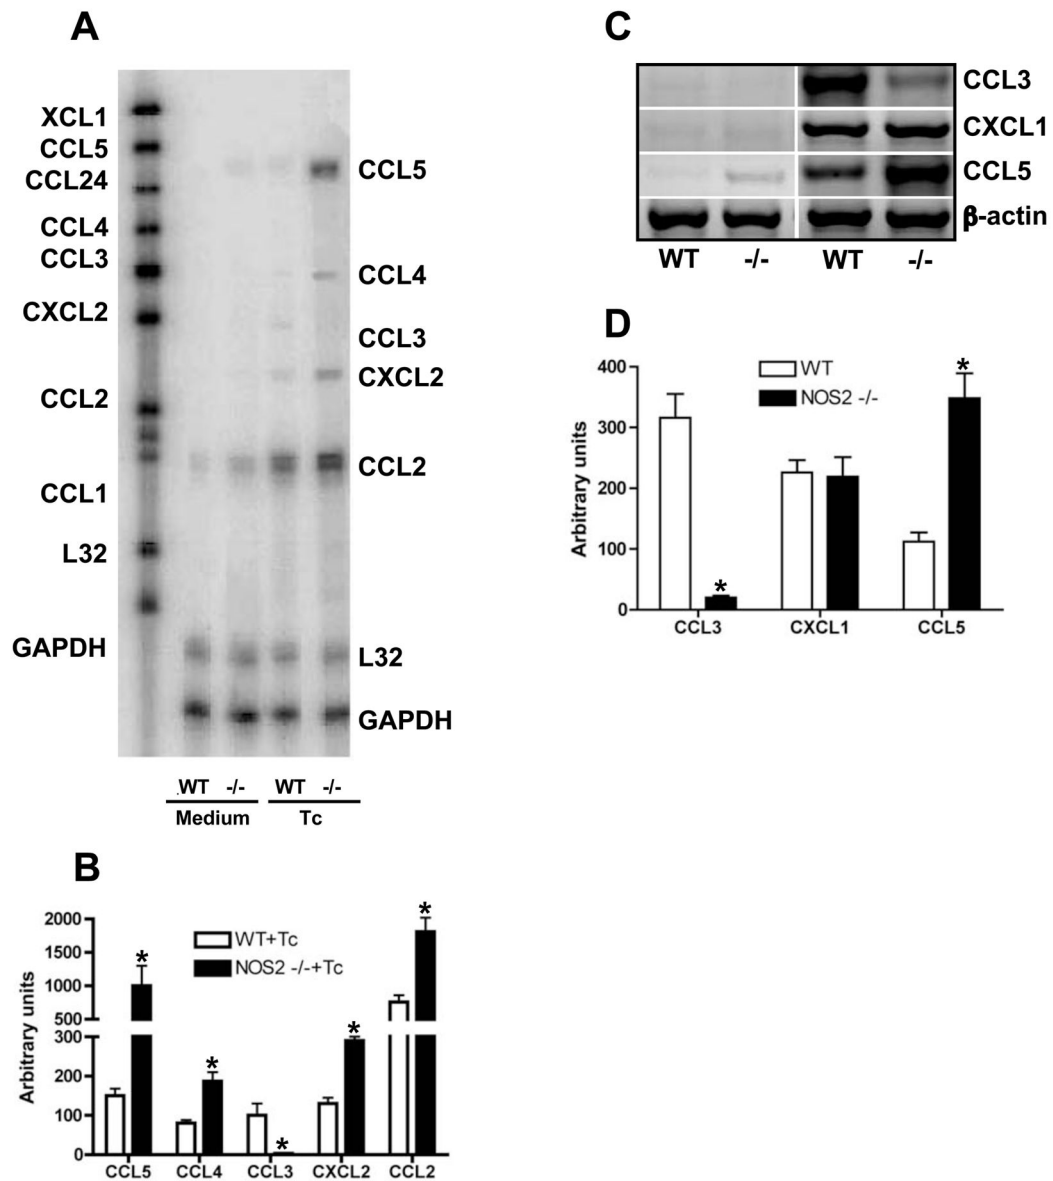 A
XCL1
CCL5
CCL24
CCL4
CCL3
CXCL2
CCL2
CCL1
L32
GAPDH
CCL5
CCL4
CCL3
CXCL2
CCL2
L32
GAPDH
WT -/- WT -/-
Medium Tc
B
Arbitrary units
2000
1500
1000
500
300
200
100
0
WT+Tc
NOS2 -/-+Tc
* * * * *
CCL5 CCL4 CCL3 CXCL2 CCL2
C
CCL3
CXCL1
CCL5
β-actin
WT -/- WT -/-
D
Arbitrary units
400
300
200
100
0
WT
NOS2 -/-
* *
CCL3 CXCL1 CCL5